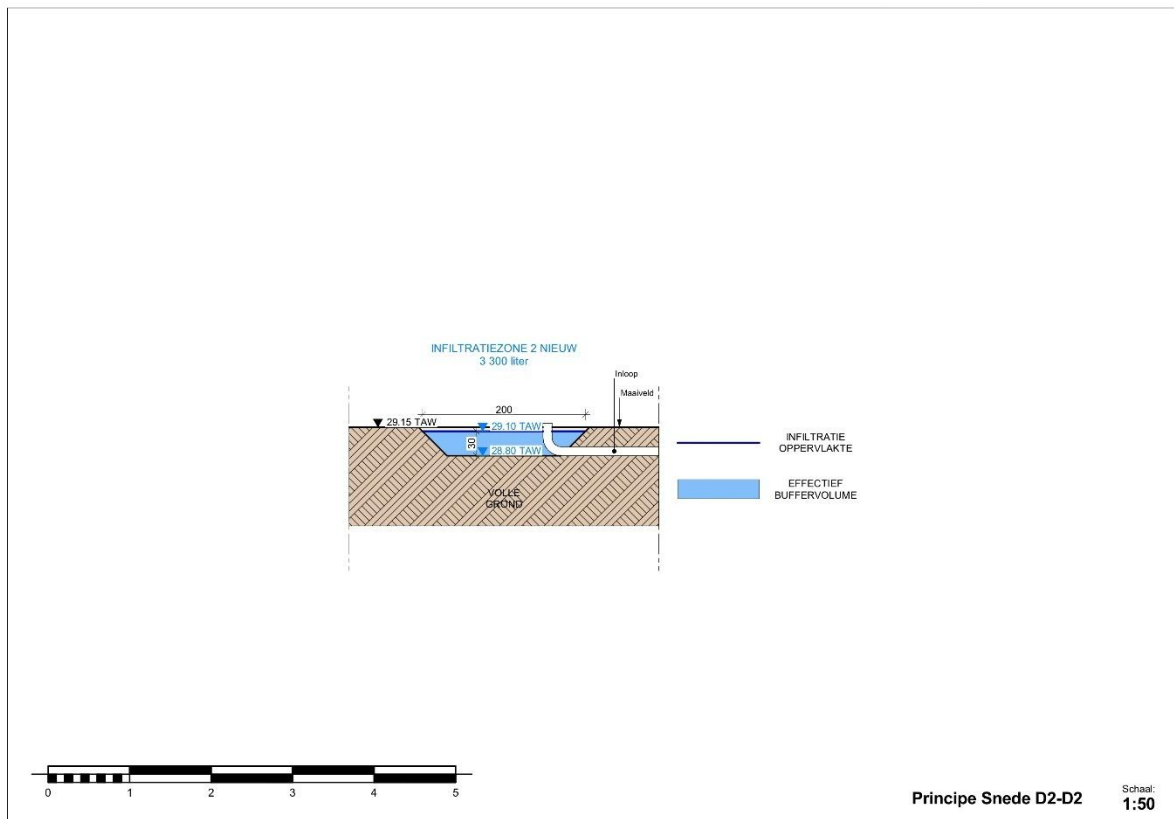 INFILTRATIEZONE 2 NIEUW
3 300 liter
Inloop
Maaiveld
200
29.15 TAW
29.10 TAW
30
28.80 TAW
INFILTRATIE
OPPERVLAKTE
EFFECTIEF
BUFFERVOLUME
VOLLE
GROND
0 1 2 3 4 5
Principe Snede D2-D2
Schaal:
1:50